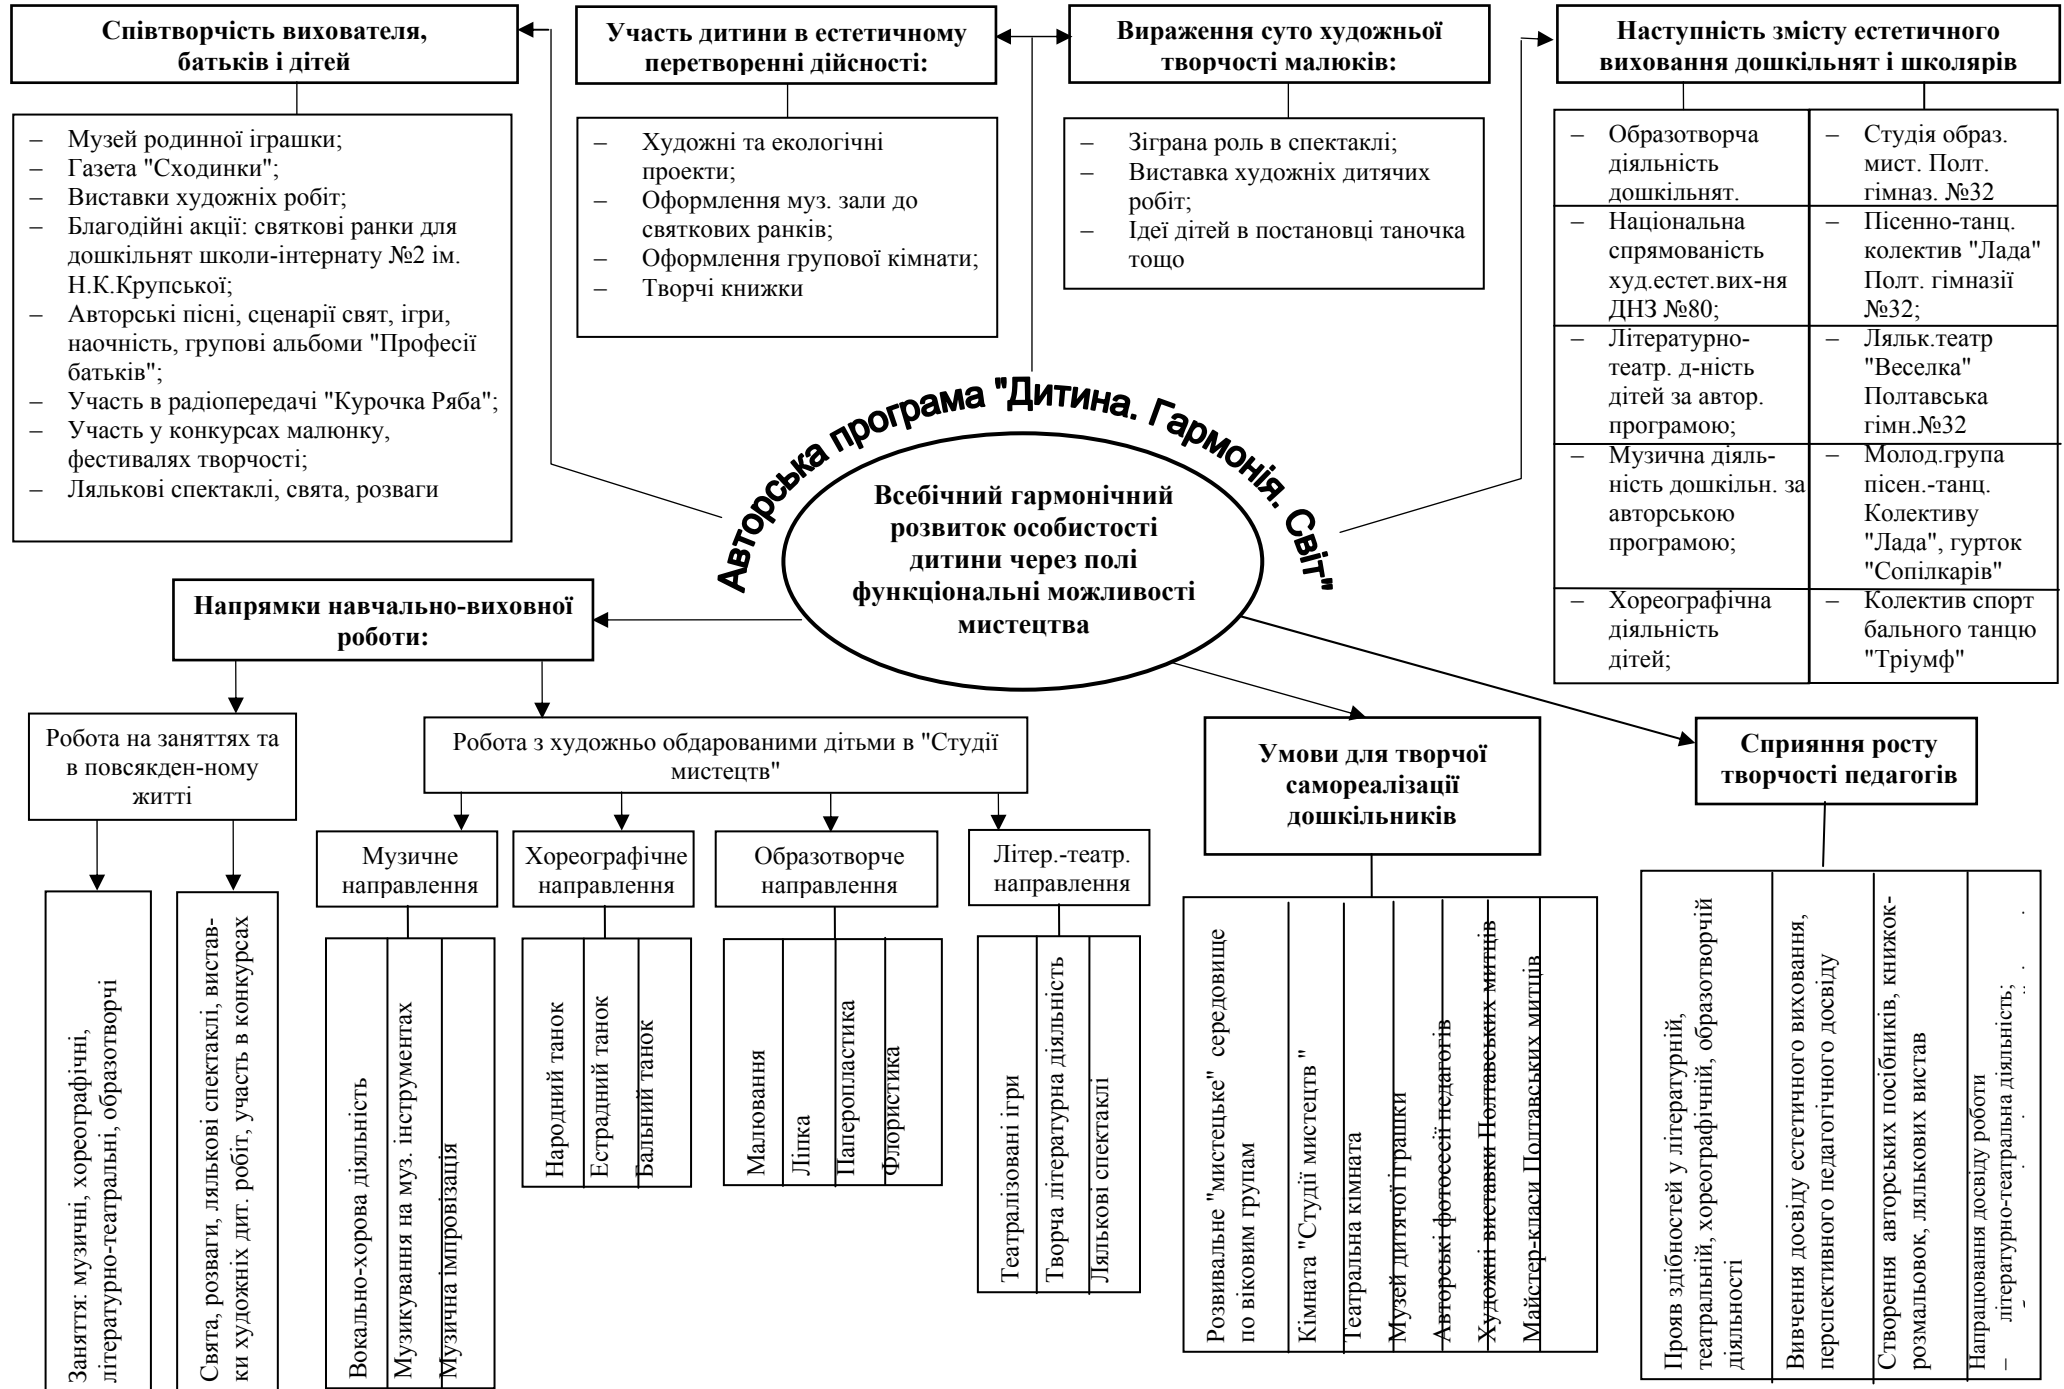 Співтворчість вихователя,
батьків і дітей
Участь дитини в естетичному
перетворенні дійсності:
Вираження суто художньої
творчості малюків:
Наступність змісту естетичного
виховання дошкільнят і школярів
– Музей родинної іграшки;
– Газета "Сходинки";
– Виставки художніх робіт;
– Благодійні акції: святкові ранки для
дошкільнят школи-інтернату №2 ім.
Н.К.Крупської;
– Авторські пісні, сценарії свят, ігри,
наочність, групові альбоми "Професії
батьків";
– Участь в радіопередачі "Курочка Ряба";
– Участь у конкурсах малюнку,
фестивалях творчості;
– Лялькові спектаклі, свята, розваги
– Художні та екологічні
проекти;
– Оформлення муз. зали до
святкових ранків;
– Оформлення групової кімнати;
– Творчі книжки
– Зіграна роль в спектаклі;
– Виставка художніх дитячих
робіт;
– Ідеї дітей в постановці таночка
тощо
– Образотворча
діяльність
дошкільнят.
– Студія образ.
мист. Полт.
гімназ. №32
– Національна
спрямованість
худ.естет.вих-ня
ДНЗ №80;
– Пісенно-танц.
колектив "Лада"
Полт. гімназії
№32;
– Літературно-
театр. д-ність
дітей за автор.
програмою;
– Ляльк.театр
"Веселка"
Полтавська
гімн.№32
– Музична діяль-
ність дошкільн. за
авторською
програмою;
– Молод.група
пісен.-танц.
Колективу
"Лада", гурток
"Сопілкарів"
– Хореографічна
діяльність
дітей;
– Колектив спорт
бального танцю
"Тріумф"
Авторська програма "Дитина. Гармонія. Світ"
Всебічний гармонічний
розвиток особистості
дитини через полі
функціональні можливості
мистецтва
Напрямки навчально-виховної
роботи:
Робота на заняттях та
в повсякден-ному
житті
Робота з художньо обдарованими дітьми в "Студії
мистецтв"
Умови для творчої
самореалізації
дошкільників
Сприяння росту
творчості педагогів
Музичне
направлення
Хореографічне
направлення
Образотворче
направлення
Літер.-театр.
направлення
Заняття: музичні, хореографічні,
літературно-театральні, образотворчі
Свята, розваги, лялькові спектаклі, вистав-
ки художніх дит. робіт, участь в конкурсах
Вокально-хорова діяльність
Музикування на муз. інструментах
Музична імпровізація
Народний танок
Естрадний танок
Бальний танок
Малювання
Ліпка
Паперопластика
Флористика
Театралізовані ігри
Творча літературна діяльність
Лялькові спектаклі
Розвивальне "мистецьке" середовище
по віковим групам
Кімната "Студії мистецтв "
Театральна кімната
Музей дитячої іграшки
Авторські фотосесії педагогів
Художні виставки Полтавських митців
Майстер-класи Полтавських митців
Прояв здібностей у літературній,
театральній, хореографічній, образотворчій
діяльності
Вивчення досвіду естетичного виховання,
перспективного педагогічного досвіду
Створення авторських посібників, книжок-
розмальовок, лялькових вистав
Напрацювання досвіду роботи
– літературно-театральна діяльність;